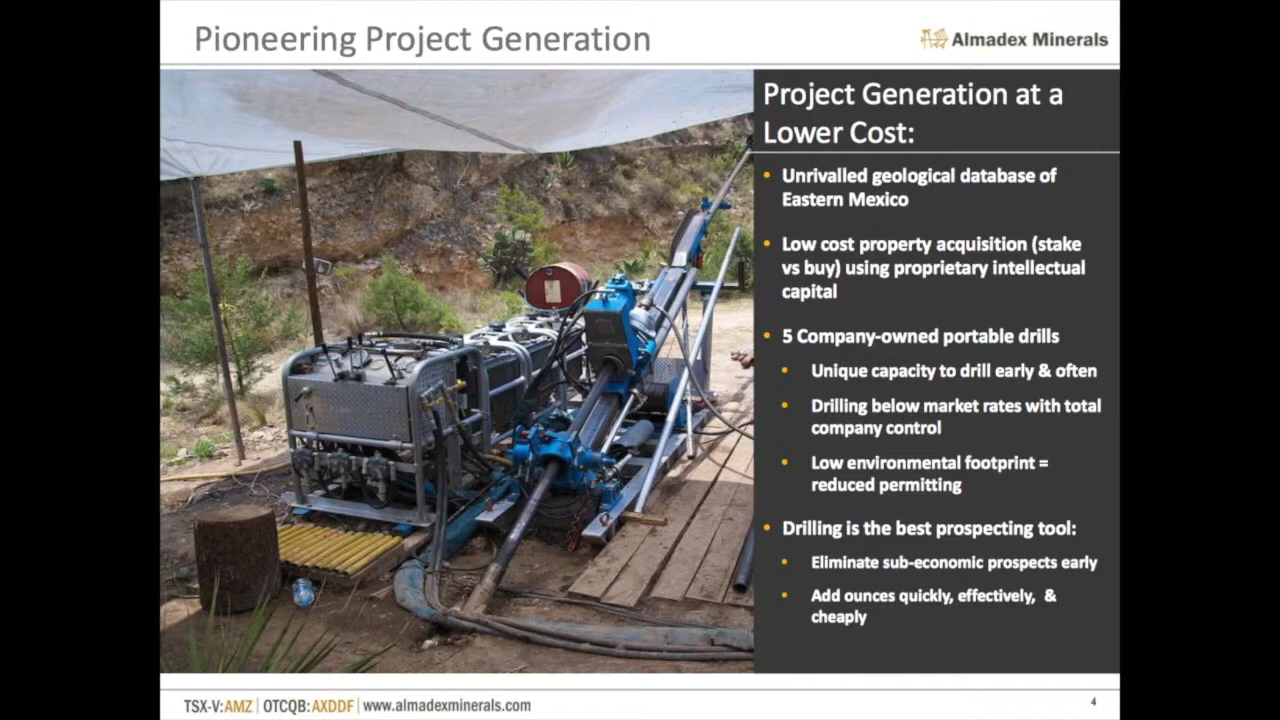 Pioneering Project Generation
Almadex Minerals
Project Generation at a
Lower Cost:
• Unrivalled geological database of
Eastern Mexico
• Low cost property acquisition (stake
vs buy) using proprietary intellectual
capital
• 5 Company-owned portable drills
• Unique capacity to drill early & often
• Drilling below market rates with total
company control
• Low environmental footprint =
reduced permitting
• Drilling is the best prospecting tool:
• Eliminate sub-economic prospects early
• Add ounces quickly, effectively, &
cheaply
TSX-V:AMZ | OTCQB:AXDDF | www.almadexminerals.com
4